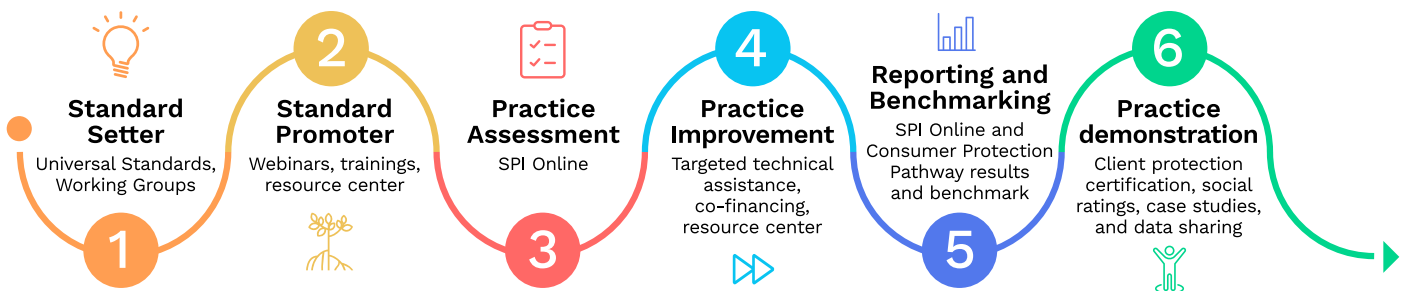 Standard
Setter
Universal Standards,
Working Groups
1
2
Standard
Promoter
Webinars, trainings,
resource center
Practice
Assessment
SPI Online
3
4
Practice
Improvement
Targeted technical
assistance,
co-financing,
resource center
Reporting and
Benchmarking
SPI Online and
Consumer Protection
Pathway results
and benchmark
5
6
Practice
demonstration
Client protection
certification, social
ratings, case studies,
and data sharing